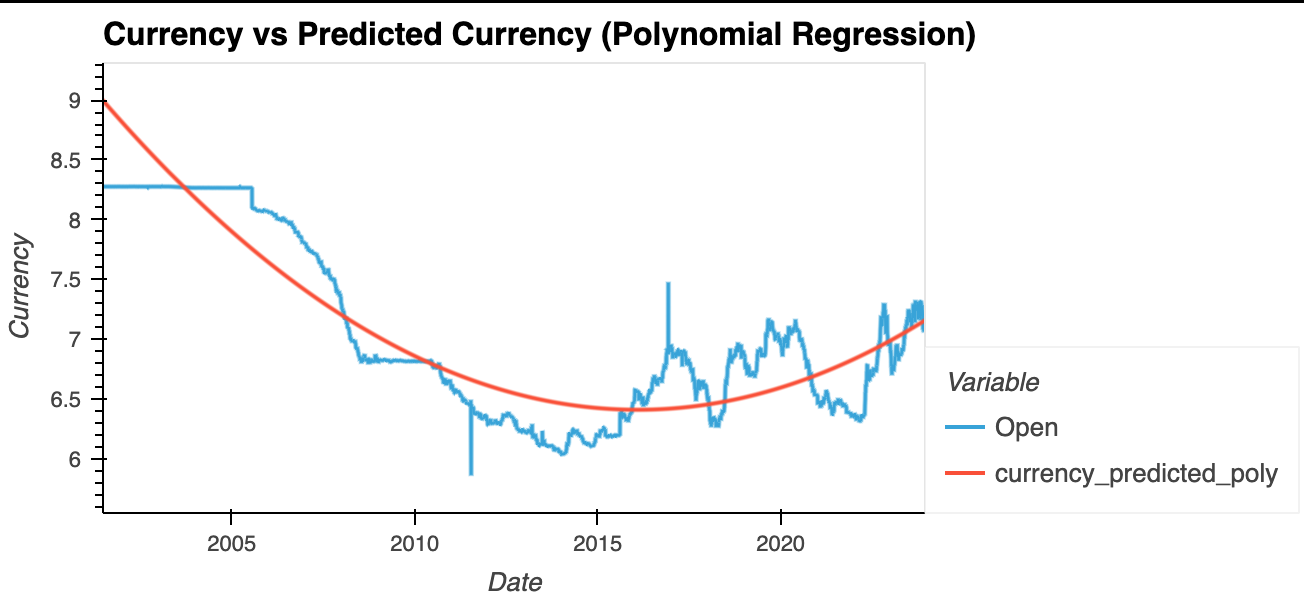 Currency vs Predicted Currency (Polynomial Regression)
9
8.5
8
7.5
7
6.5
6
Currency
2005 2010 2015 2020
Date
Variable
Open
currency_predicted_poly